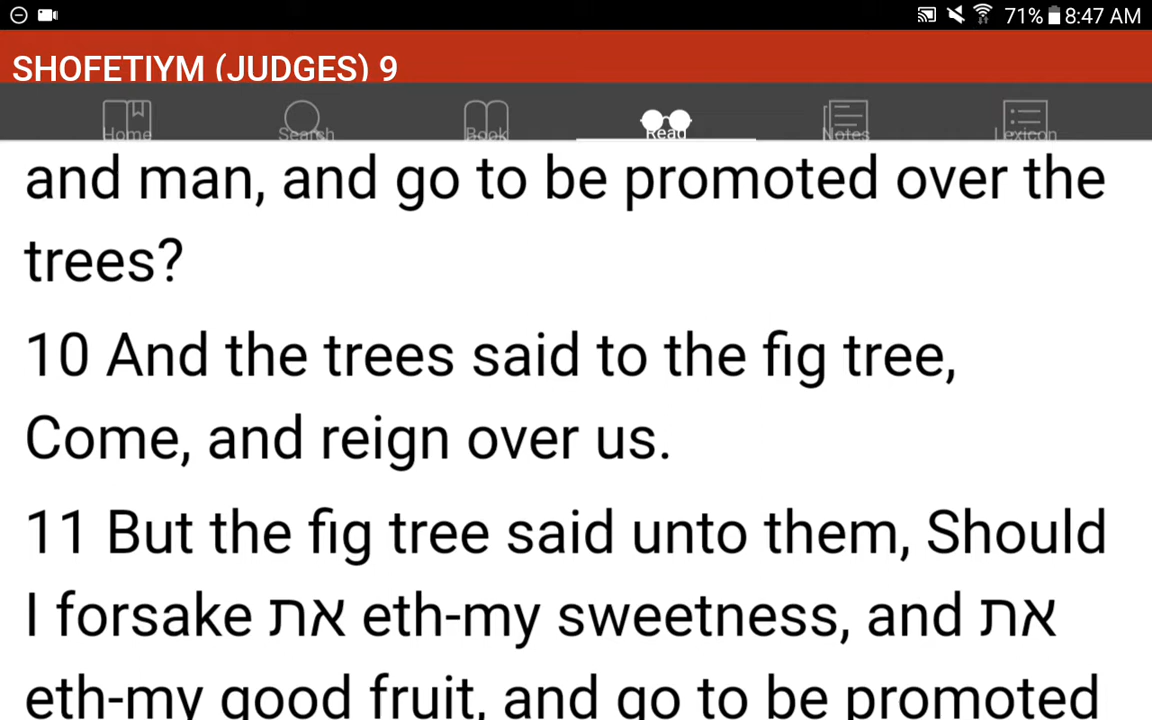 71% 8:47 AM
SHOFETIYM (JUDGES) 9
Home Search Book Read Notes Lexicon
and man, and go to be promoted over the
trees?
10 And the trees said to the fig tree,
Come, and reign over us.
11 But the fig tree said unto them, Should
I forsake את eth-my sweetness, and את
eth-my good fruit, and go to be promoted